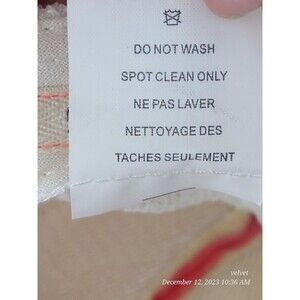 DO NOT WASH
SPOT CLEAN ONLY
NE PAS LAVER
NETTOYAGE DES
TACHES SEULEMENT
velvet
December 12, 2023 10:36 AM